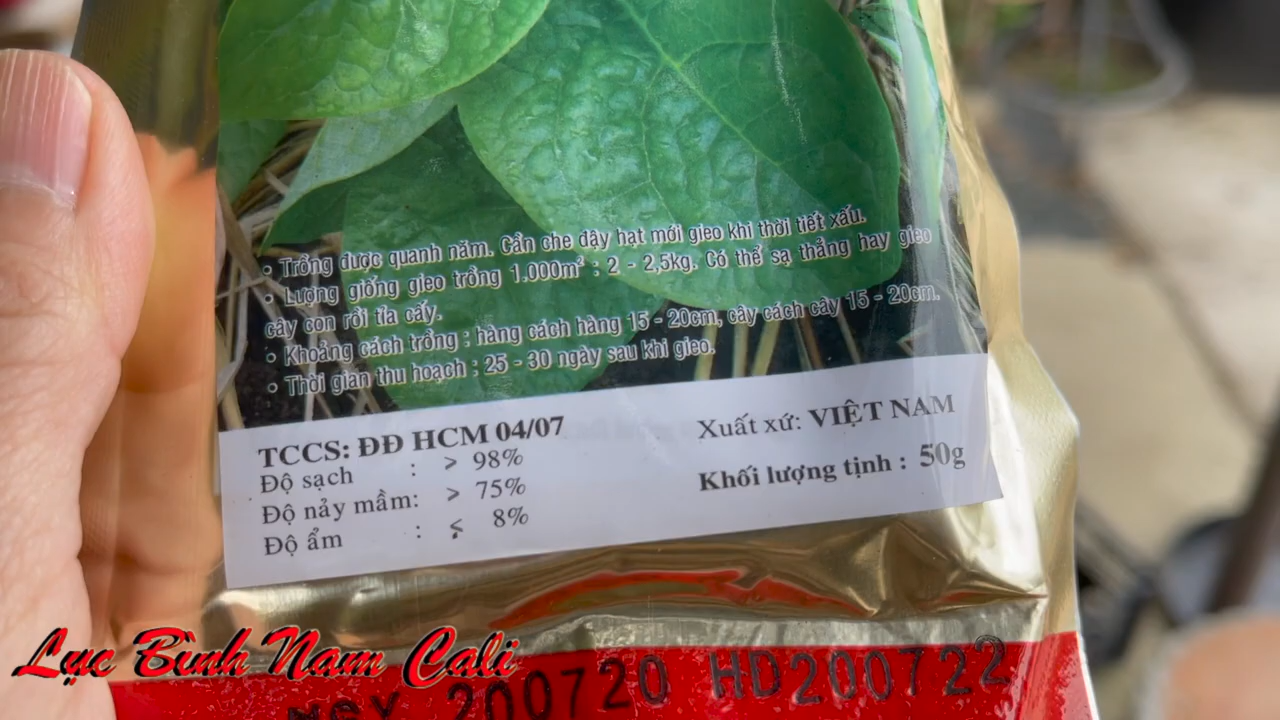 • Trồng được quanh năm. Cần che đậy hạt mới gieo khi thời tiết xấu.
• Lượng giống gieo trồng 1.000m² : 2 - 2,5kg. Có thể sạ thẳng hay gieo
cây con rồi tỉa cấy.
• Khoảng cách trồng : hàng cách hàng 15 - 20cm, cây cách cây 15 - 20cm.
• Thời gian thu hoạch : 25 - 30 ngày sau khi gieo.
TCCS: ĐĐ HCM 04/07
Độ sạch : > 98%
Độ nảy mầm: > 75%
Độ ẩm : ≤ 8%
Xuất xứ: VIỆT NAM
Khối lượng tịnh : 50g
Lục Bình Nam Cali
NSX 200720 HD200722